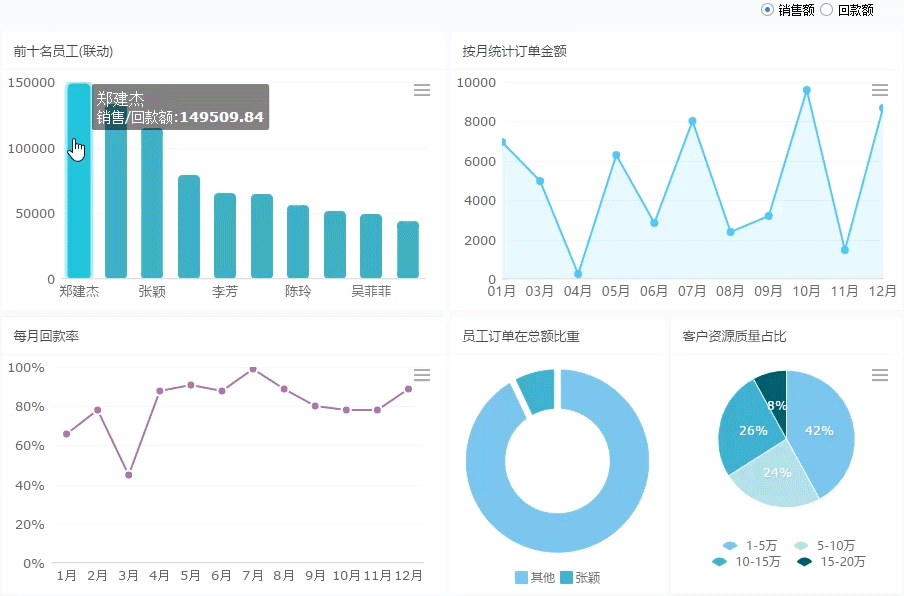 销售额 回款额
前十名员工(联动)
150000
100000
50000
0
郑建杰
销售/回款额:149509.84
郑建杰 张颖 李芳 陈玲 吴菲菲
按月统计订单金额
10000
8000
6000
4000
2000
0
01月 03月 04月 05月 06月 07月 08月 09月 10月 11月 12月
每月回款率
100%
80%
60%
40%
20%
0%
1月 2月 3月 4月 5月 6月 7月 8月 9月 10月 11月 12月
员工订单在总额比重
其他 张颖
客户资源质量占比
8%
26% 42%
24%
1-5万 5-10万
10-15万 15-20万